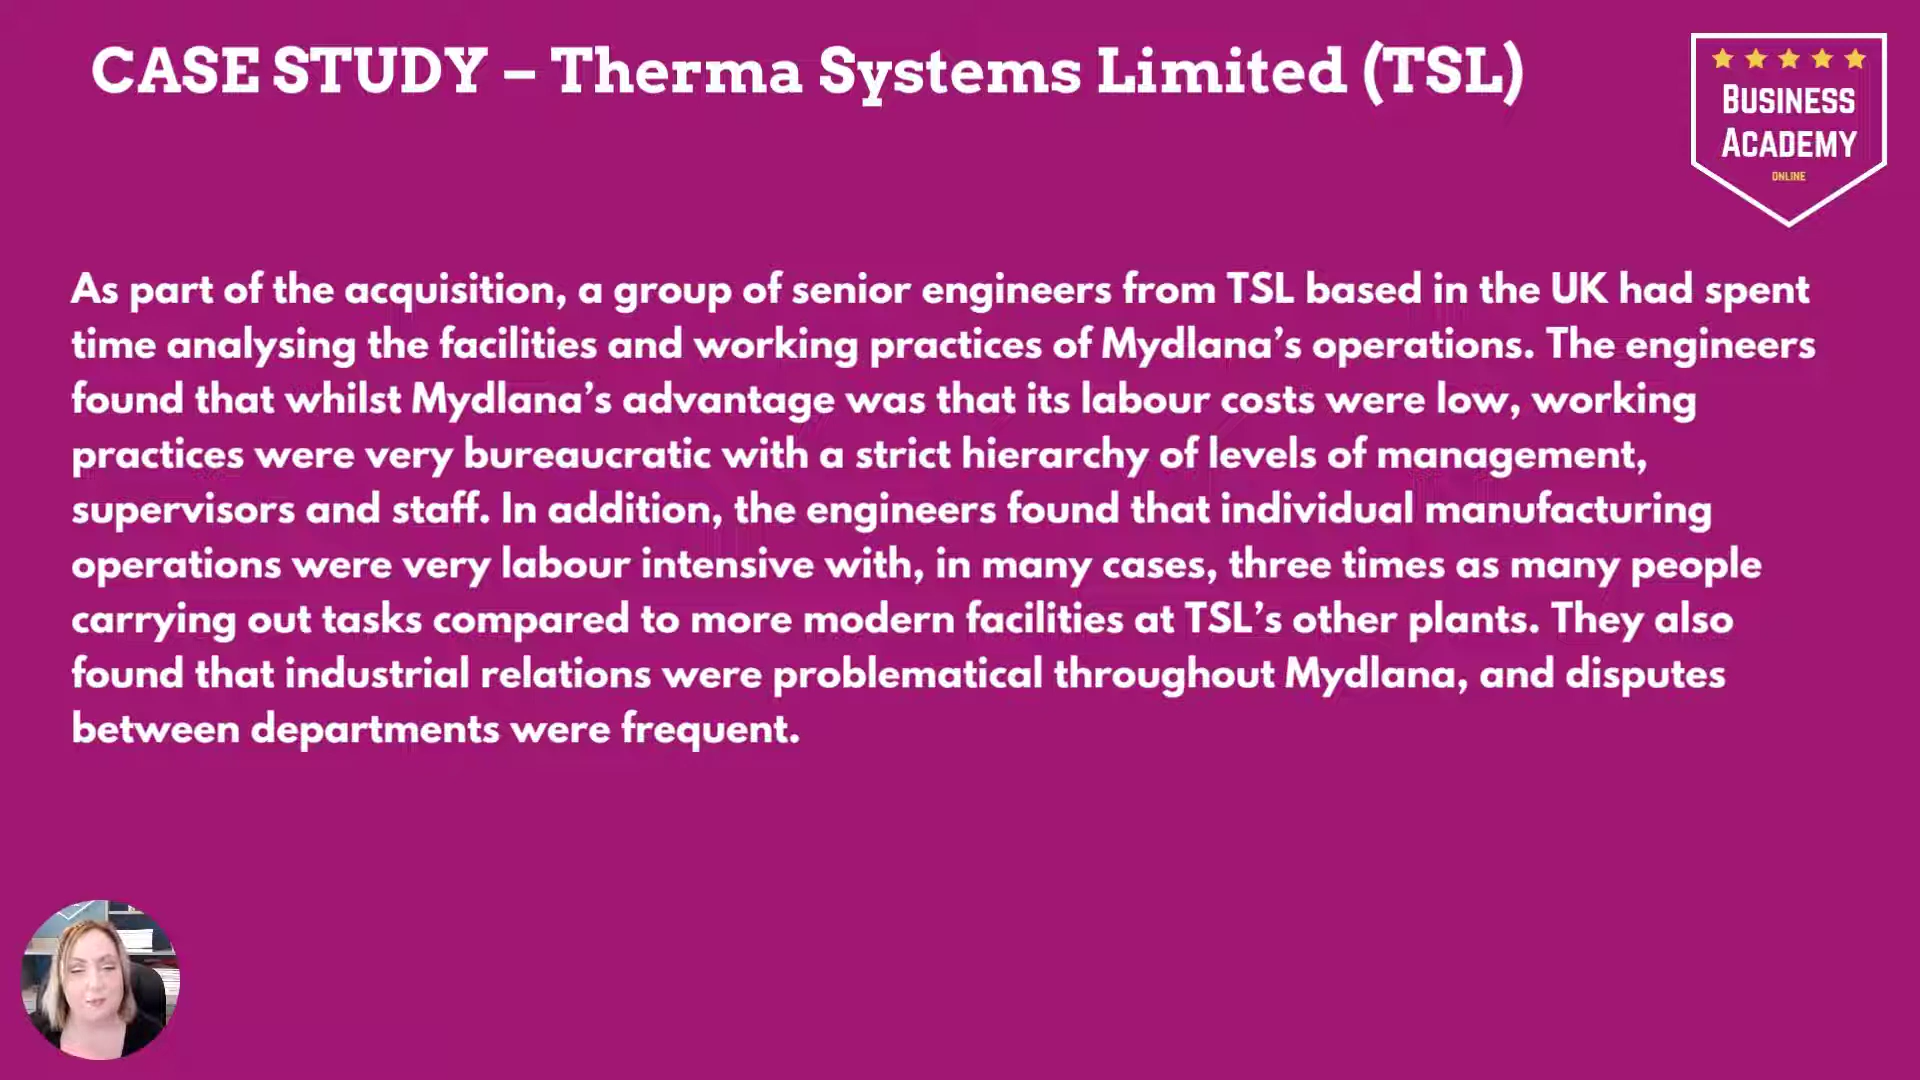 CASE STUDY – Therma Systems Limited (TSL)
BUSINESS
ACADEMY
ONLINE
As part of the acquisition, a group of senior engineers from TSL based in the UK had spent
time analysing the facilities and working practices of Mydlana’s operations. The engineers
found that whilst Mydlana’s advantage was that its labour costs were low, working
practices were very bureaucratic with a strict hierarchy of levels of management,
supervisors and staff. In addition, the engineers found that individual manufacturing
operations were very labour intensive with, in many cases, three times as many people
carrying out tasks compared to more modern facilities at TSL’s other plants. They also
found that industrial relations were problematical throughout Mydlana, and disputes
between departments were frequent.